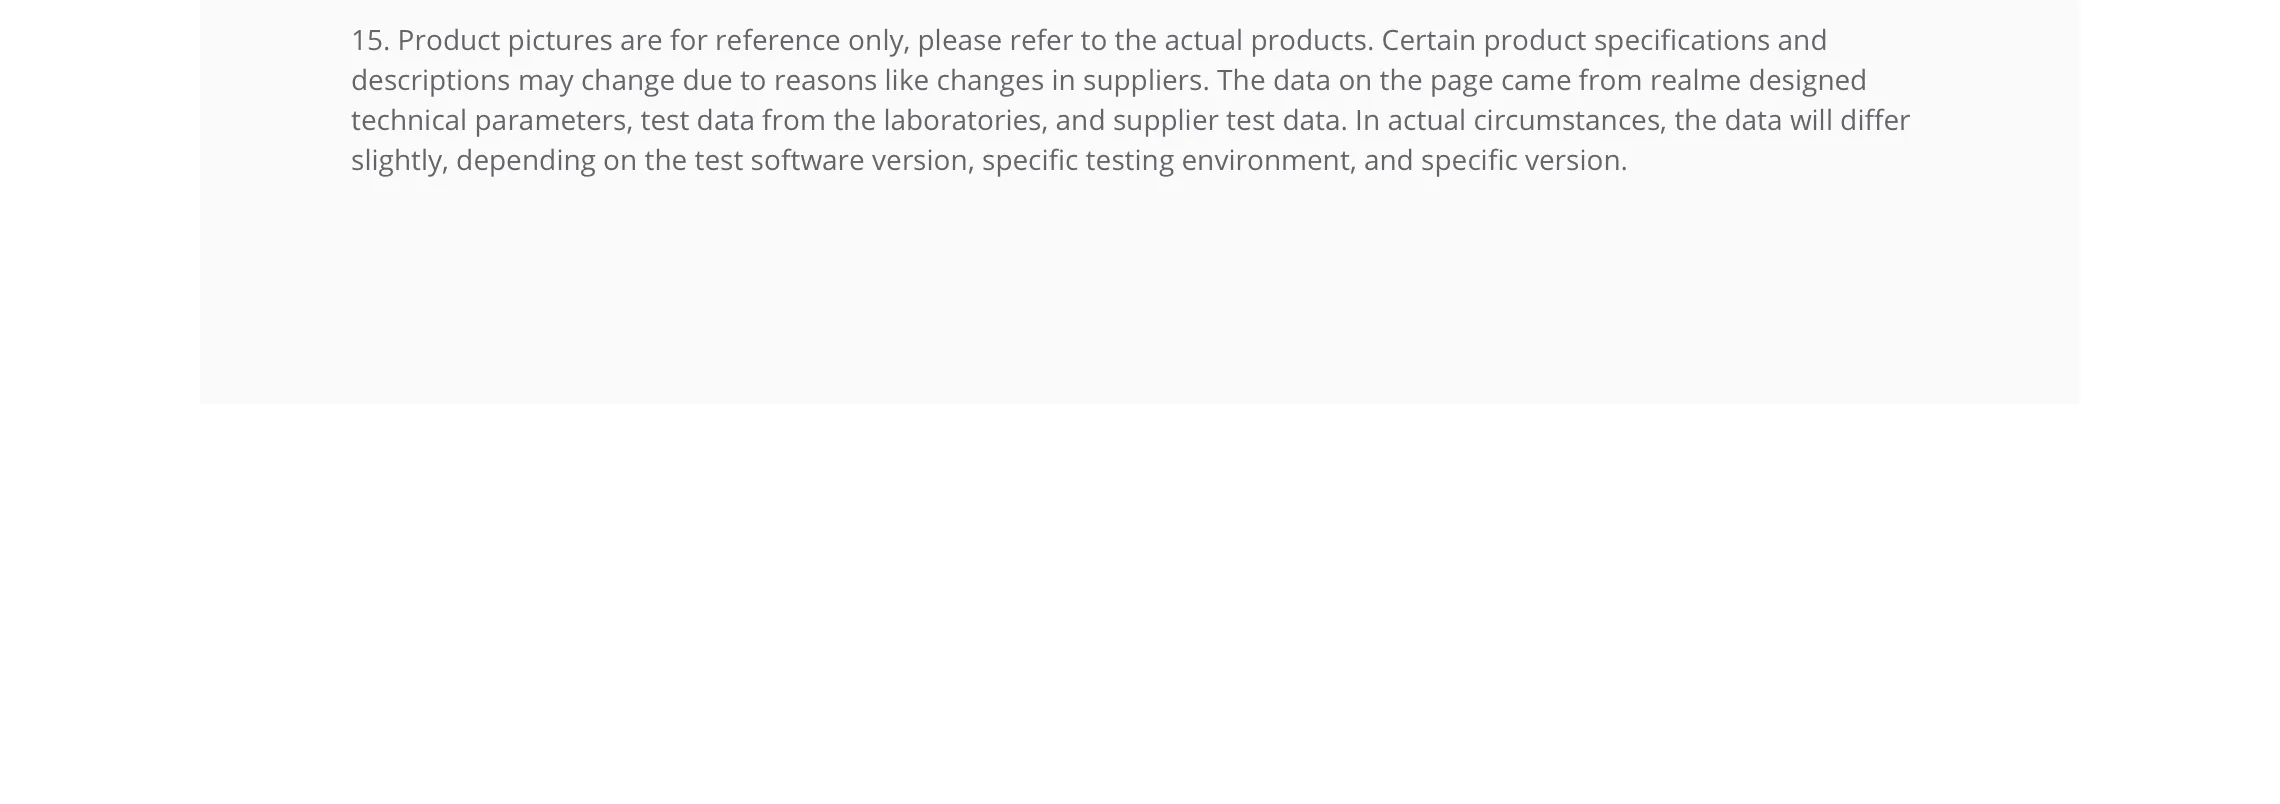 15. Product pictures are for reference only, please refer to the actual products. Certain product specifications and
descriptions may change due to reasons like changes in suppliers. The data on the page came from realme designed
technical parameters, test data from the laboratories, and supplier test data. In actual circumstances, the data will differ
slightly, depending on the test software version, specific testing environment, and specific version.